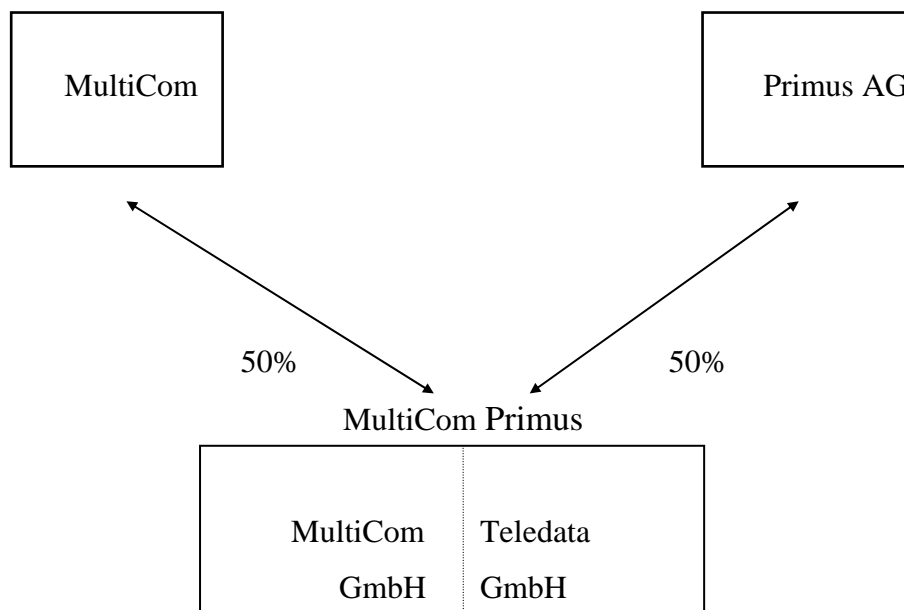 MultiCom
Primus AG
50%
50%
MultiCom Primus
MultiCom
GmbH
Teledata
GmbH